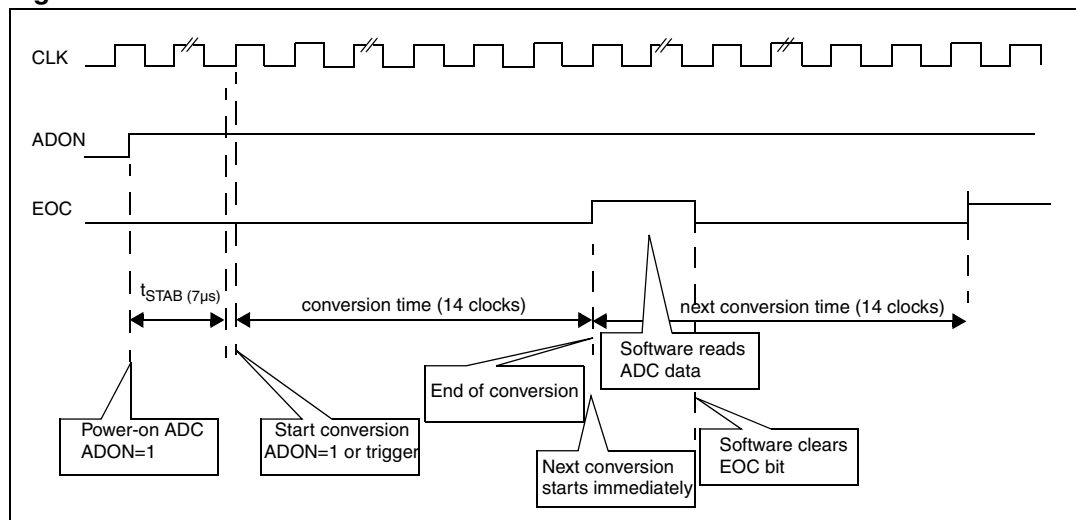 CLK
ADON
EOC
tSTAB (7µs)
conversion time (14 clocks)
next conversion time (14 clocks)
Software reads
ADC data
End of conversion
Power-on ADC
ADON=1
Start conversion
ADON=1 or trigger
Next conversion
starts immediately
Software clears
EOC bit